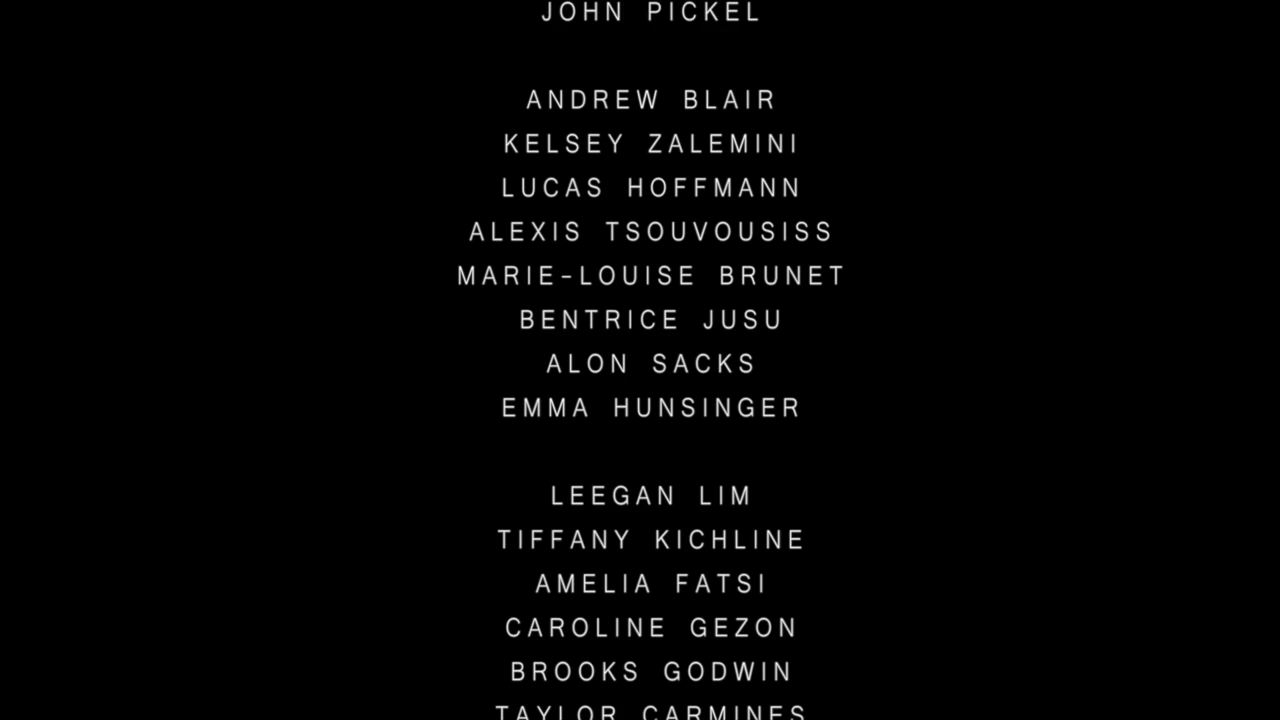 JOHN PICKEL
ANDREW BLAIR
KELSEY ZALEMINI
LUCAS HOFFMANN
ALEXIS TSOUVOUSISS
MARIE-LOUISE BRUNET
BENTRICE JUSU
ALON SACKS
EMMA HUNSINGER
LEEGAN LIM
TIFFANY KICHLINE
AMELIA FATSI
CAROLINE GEZON
BROOKS GODWIN
TAYLOR CARMINES